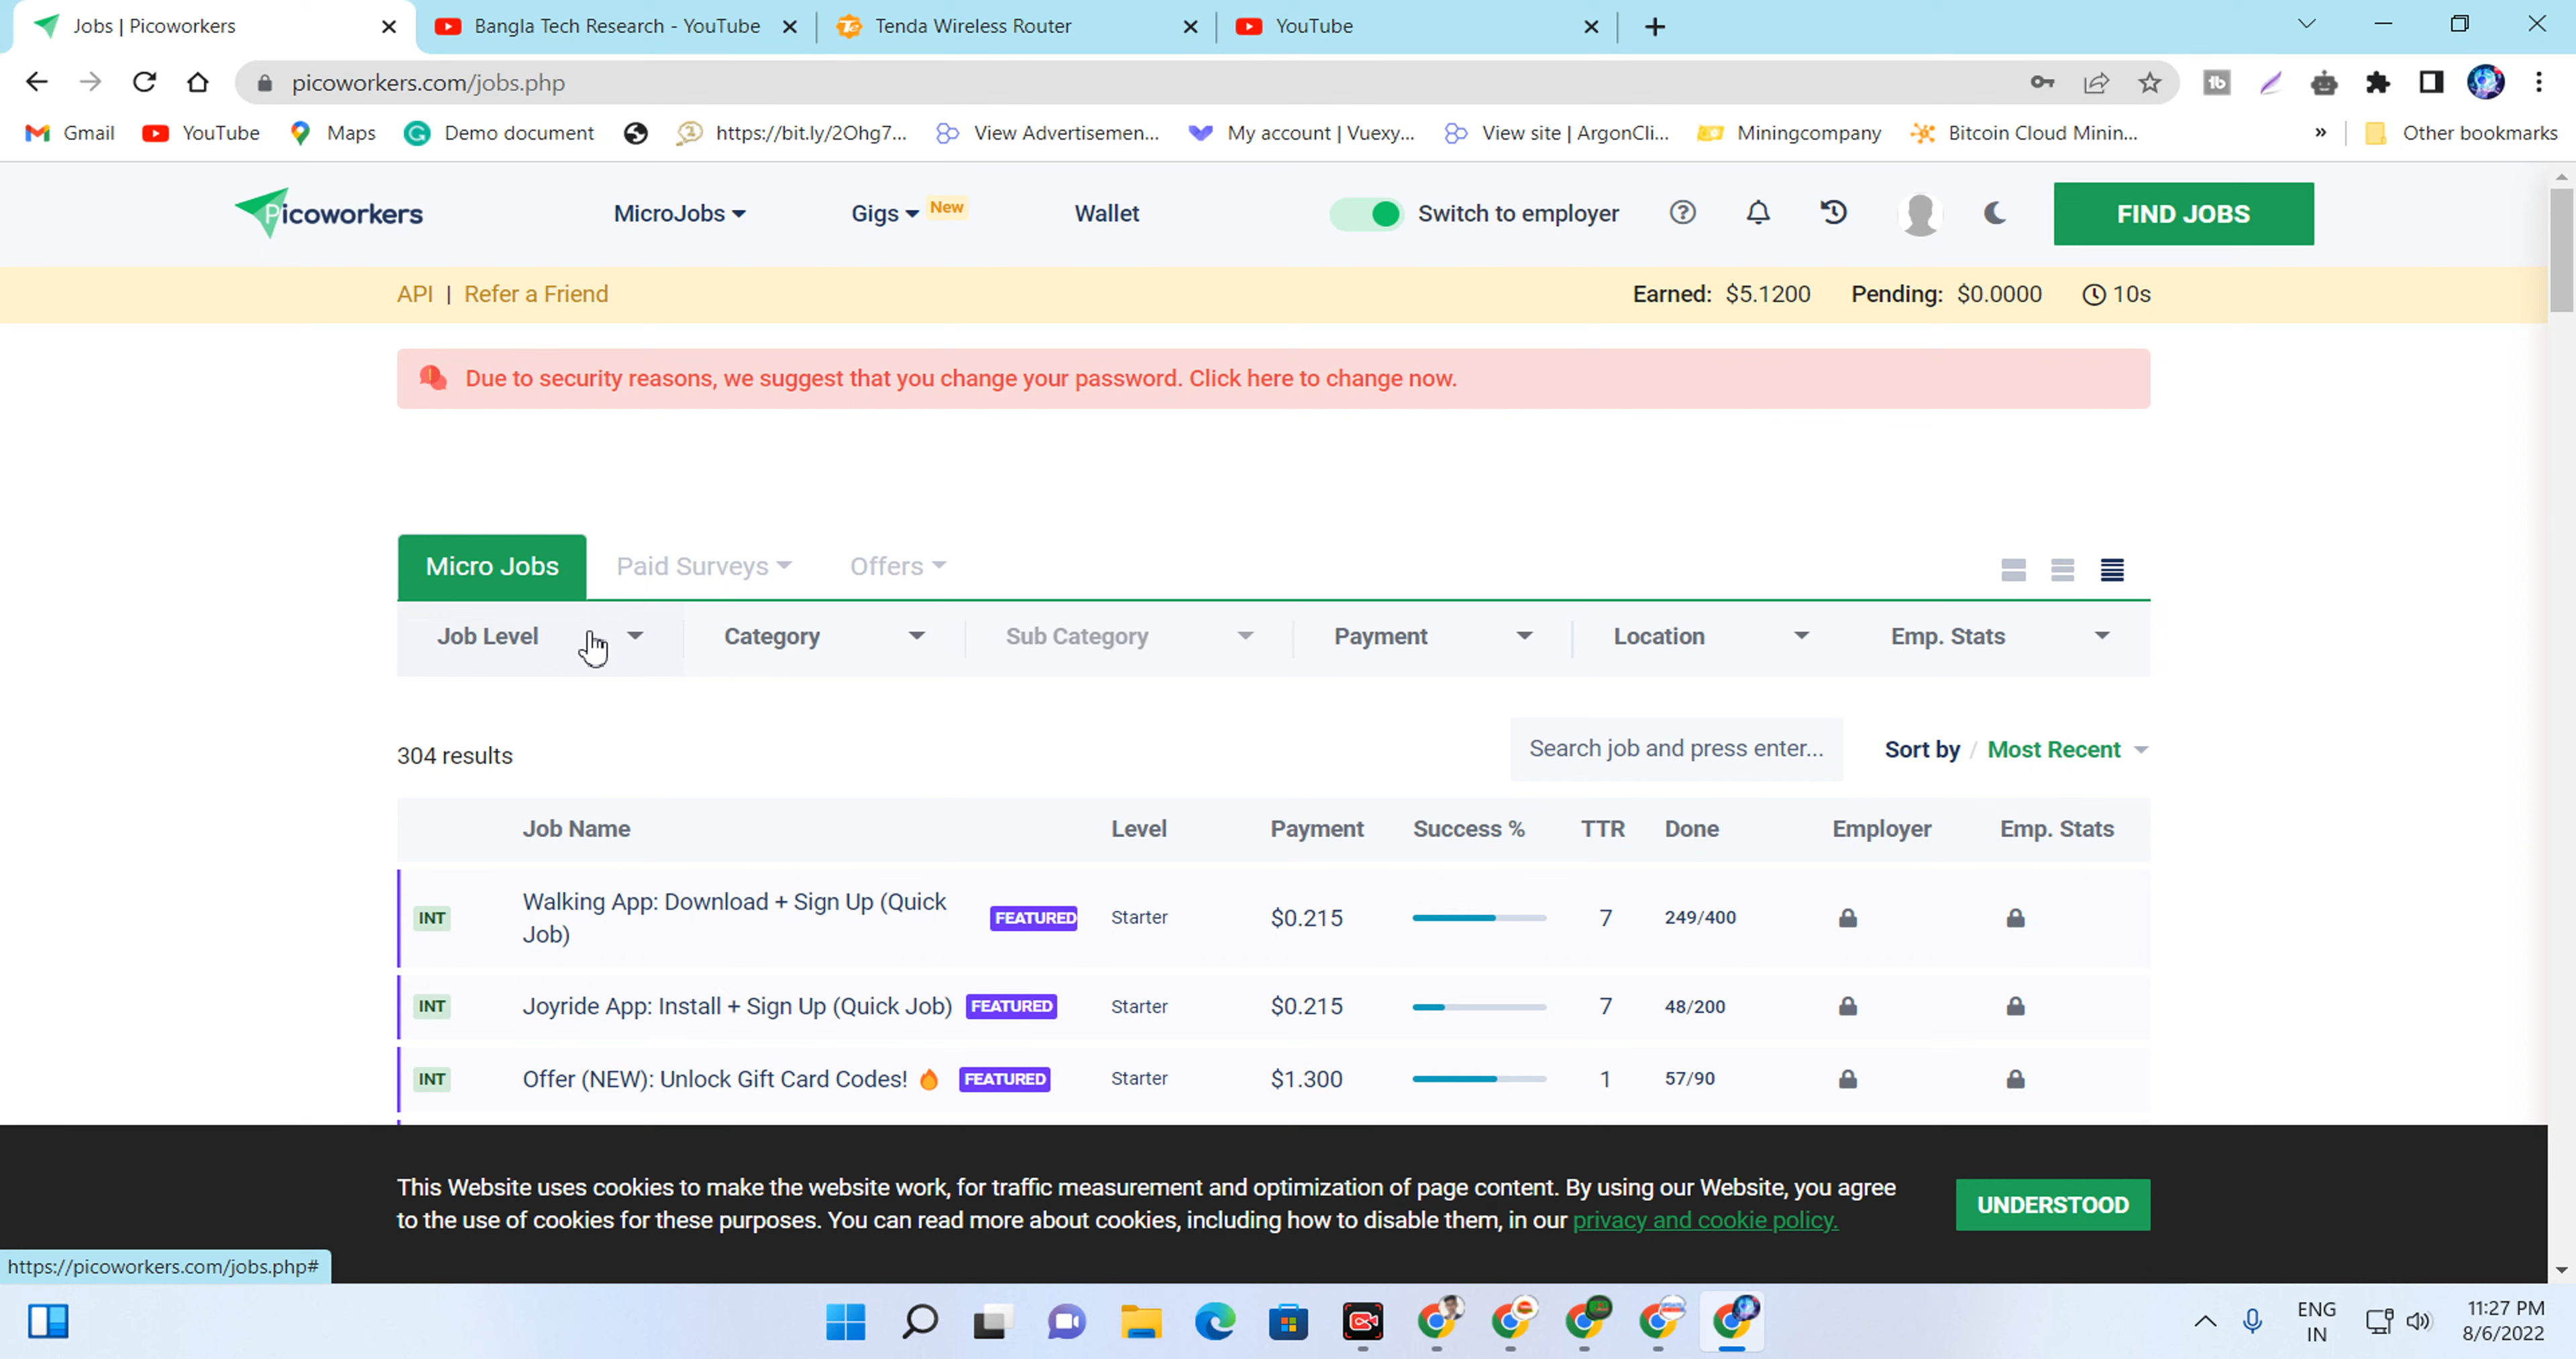 Jobs | Picoworkers
Bangla Tech Research - YouTube
Tenda Wireless Router
YouTube
picoworkers.com/jobs.php
Gmail
YouTube
Maps
Demo document
https://bit.ly/2Ohg7...
View Advertisemen...
My account | Vuexy...
View site | ArgonCli...
Miningcompany
Bitcoin Cloud Minin...
»
Other bookmarks
Picoworkers
MicroJobs
Gigs
New
Wallet
Switch to employer
FIND JOBS
API | Refer a Friend
Earned: $5.1200
Pending: $0.0000
10s
Due to security reasons, we suggest that you change your password. Click here to change now.
Micro Jobs
Paid Surveys
Offers
Job Level
Category
Sub Category
Payment
Location
Emp. Stats
304 results
Search job and press enter...
Sort by / Most Recent
Job Name
Level
Payment
Success %
TTR
Done
Employer
Emp. Stats
INT
Walking App: Download + Sign Up (Quick
Job)
FEATURED
Starter
$0.215
7
249/400
INT
Joyride App: Install + Sign Up (Quick Job)
FEATURED
Starter
$0.215
7
48/200
INT
Offer (NEW): Unlock Gift Card Codes! 🔥
FEATURED
Starter
$1.300
1
57/90
This Website uses cookies to make the website work, for traffic measurement and optimization of page content. By using our Website, you agree
to the use of cookies for these purposes. You can read more about cookies, including how to disable them, in our privacy and cookie policy.
UNDERSTOOD
https://picoworkers.com/jobs.php#
ENG
IN
11:27 PM
8/6/2022